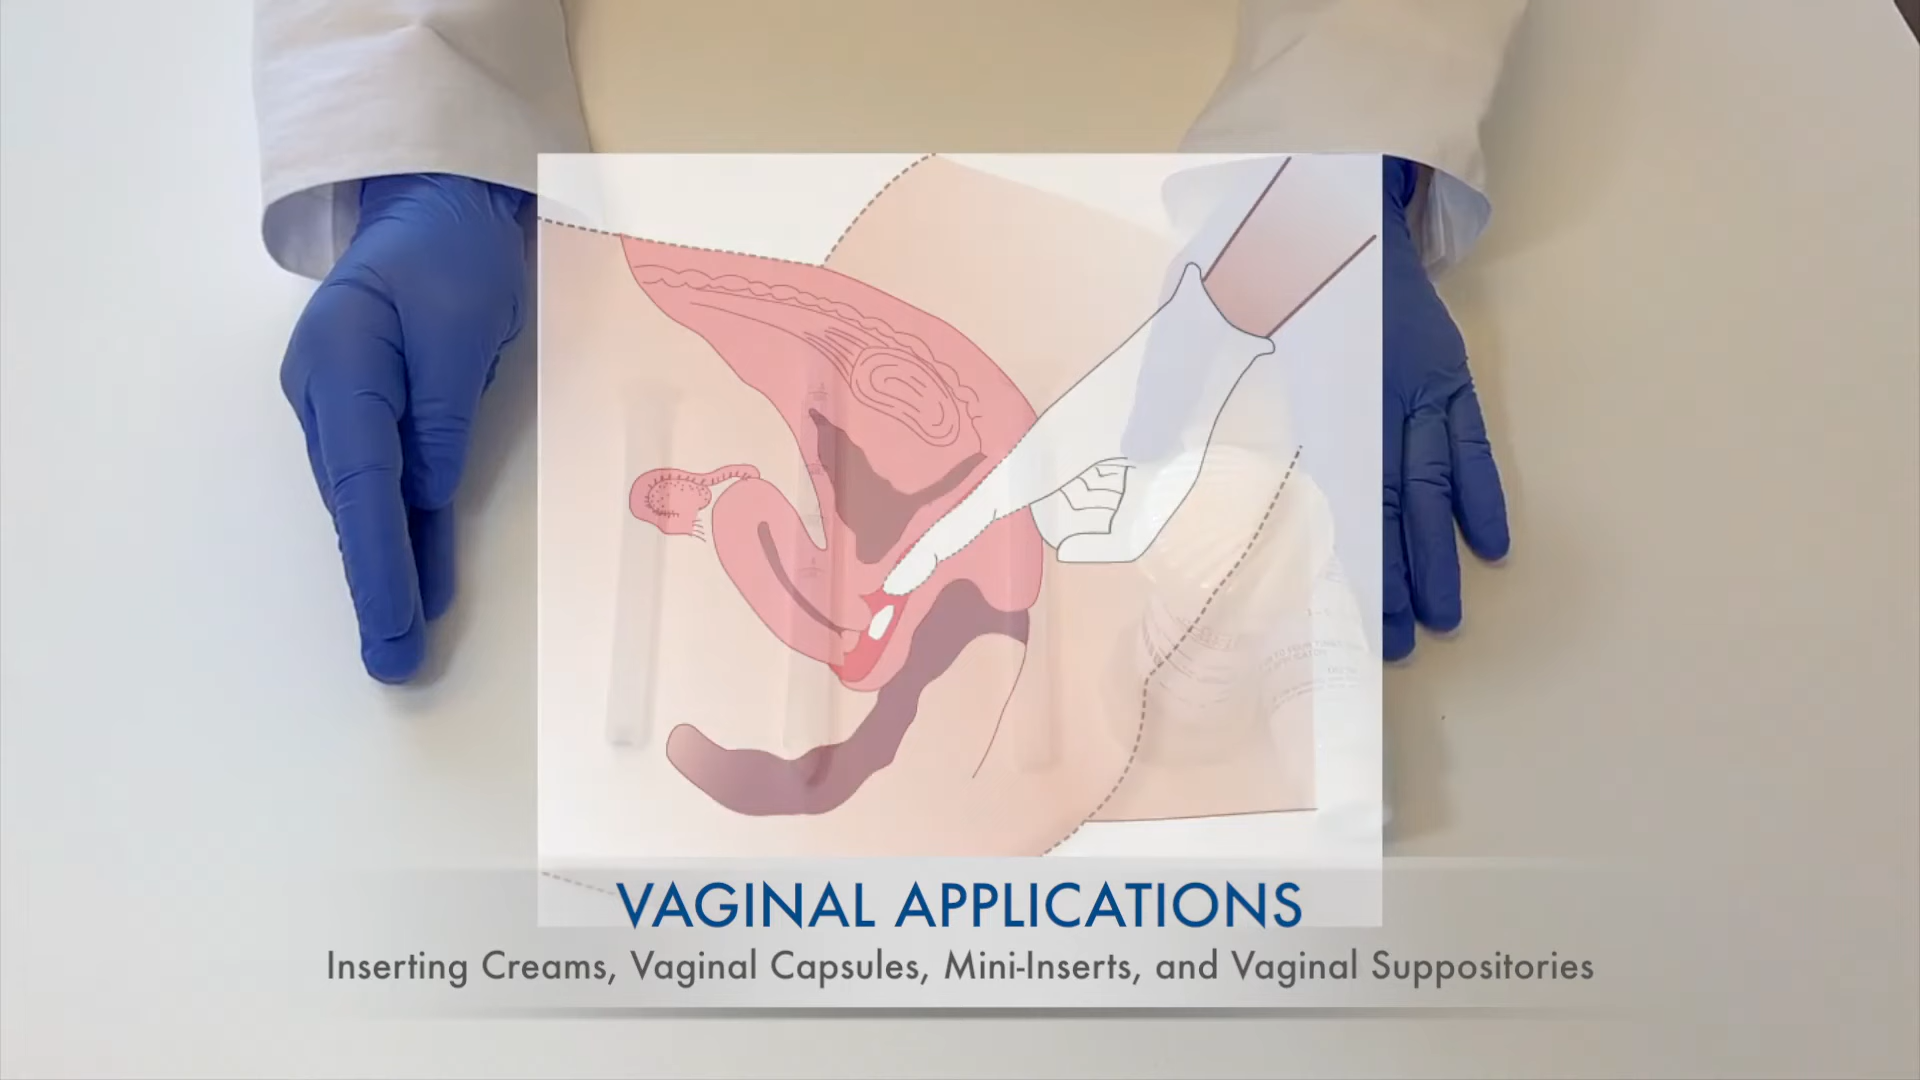 VAGINAL APPLICATIONS
Inserting Creams, Vaginal Capsules, Mini-Inserts, and Vaginal Suppositories